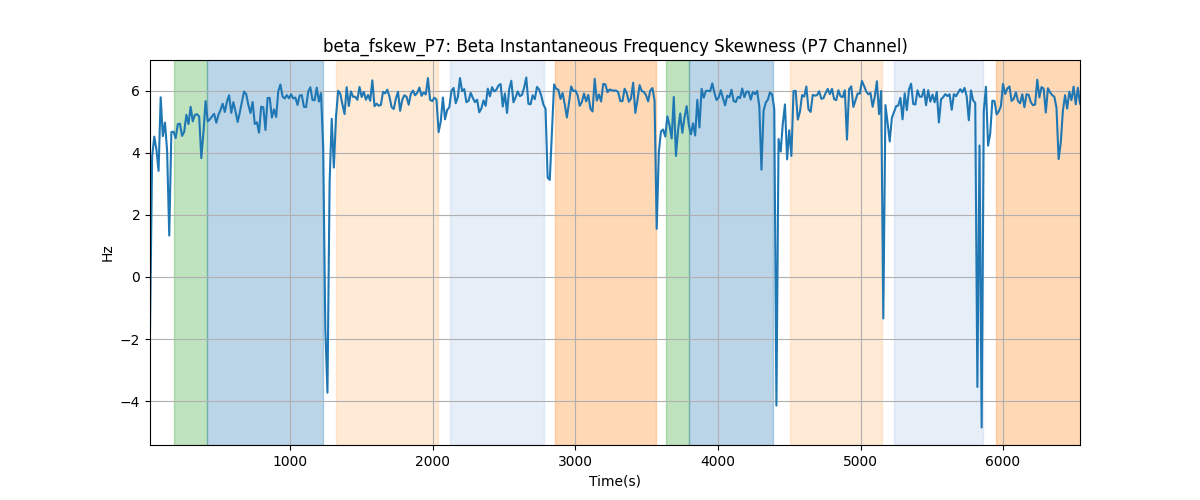 beta_fskew_P7: Beta Instantaneous Frequency Skewness (P7 Channel)
6
4
2
0
−2
−4
Hz
1000 2000 3000 4000 5000 6000
Time(s)